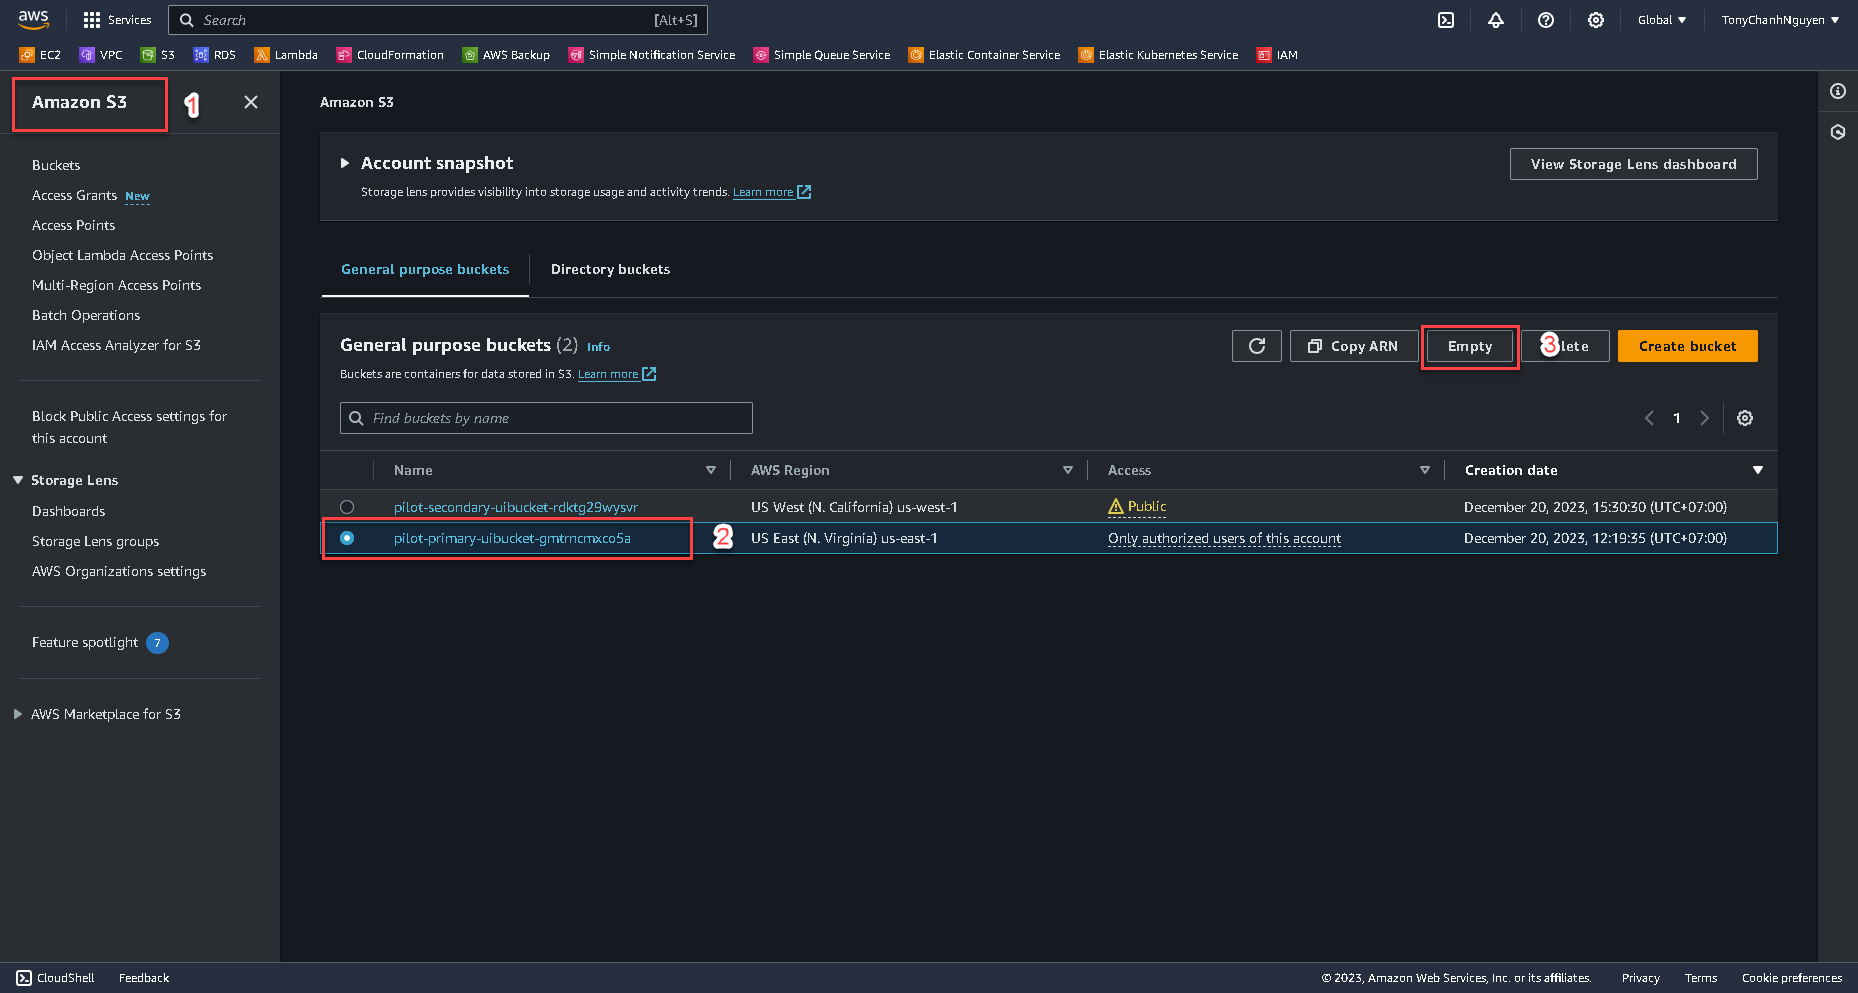 aws
Services
Search
[Alt+S]
Global
TonyChanhNguyen
EC2
VPC
S3
RDS
Lambda
CloudFormation
AWS Backup
Simple Notification Service
Simple Queue Service
Elastic Container Service
Elastic Kubernetes Service
IAM
Amazon S3
1
Buckets
Access Grants New
Access Points
Object Lambda Access Points
Multi-Region Access Points
Batch Operations
IAM Access Analyzer for S3
Block Public Access settings for
this account
Storage Lens
Dashboards
Storage Lens groups
AWS Organizations settings
Feature spotlight 7
AWS Marketplace for S3
Amazon S3
Account snapshot
Storage lens provides visibility into storage usage and activity trends. Learn more
View Storage Lens dashboard
General purpose buckets
Directory buckets
General purpose buckets (2) Info
Buckets are containers for data stored in S3. Learn more
Copy ARN
Empty
3
lete
Create bucket
Find buckets by name
1
Name
AWS Region
Access
Creation date
pilot-secondary-uibucket-rdktg29wysvr
US West (N. California) us-west-1
Public
December 20, 2023, 15:30:30 (UTC+07:00)
pilot-primary-uibucket-gmtrncmxco5a
2
US East (N. Virginia) us-east-1
Only authorized users of this account
December 20, 2023, 12:19:35 (UTC+07:00)
CloudShell
Feedback
© 2023, Amazon Web Services, Inc. or its affiliates.
Privacy
Terms
Cookie preferences